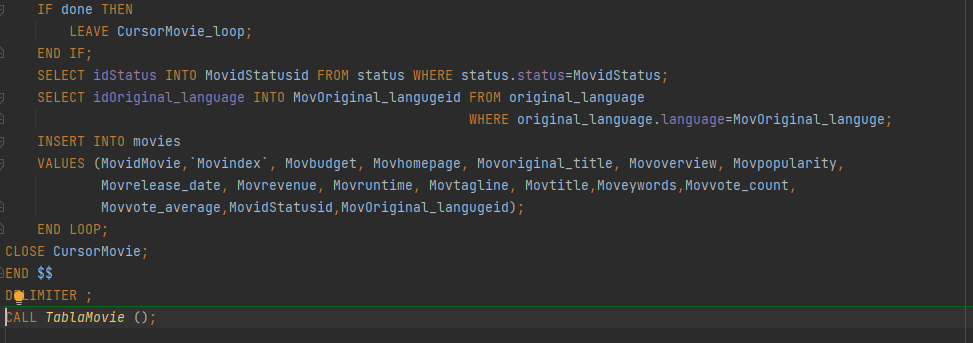 IF done THEN
LEAVE CursorMovie_loop;
END IF;
SELECT idStatus INTO MovidStatusid FROM status WHERE status.status=MovidStatus;
SELECT idOriginal_language INTO MovOriginal_langugeid FROM original_language
WHERE original_language.language=MovOriginal_languge;
INSERT INTO movies
VALUES (MovidMovie,`Movindex`, Movbudget, Movhomepage, Movoriginal_title, Movoverview, Movpopularity,
Movrelease_date, Movrevenue, Movruntime, Movtagline, Movtitle,Moveywords,Movvote_count,
Movvote_average,MovidStatusid,MovOriginal_langugeid);
END LOOP;
CLOSE CursorMovie;
END $$
DELIMITER ;
CALL TablaMovie ();